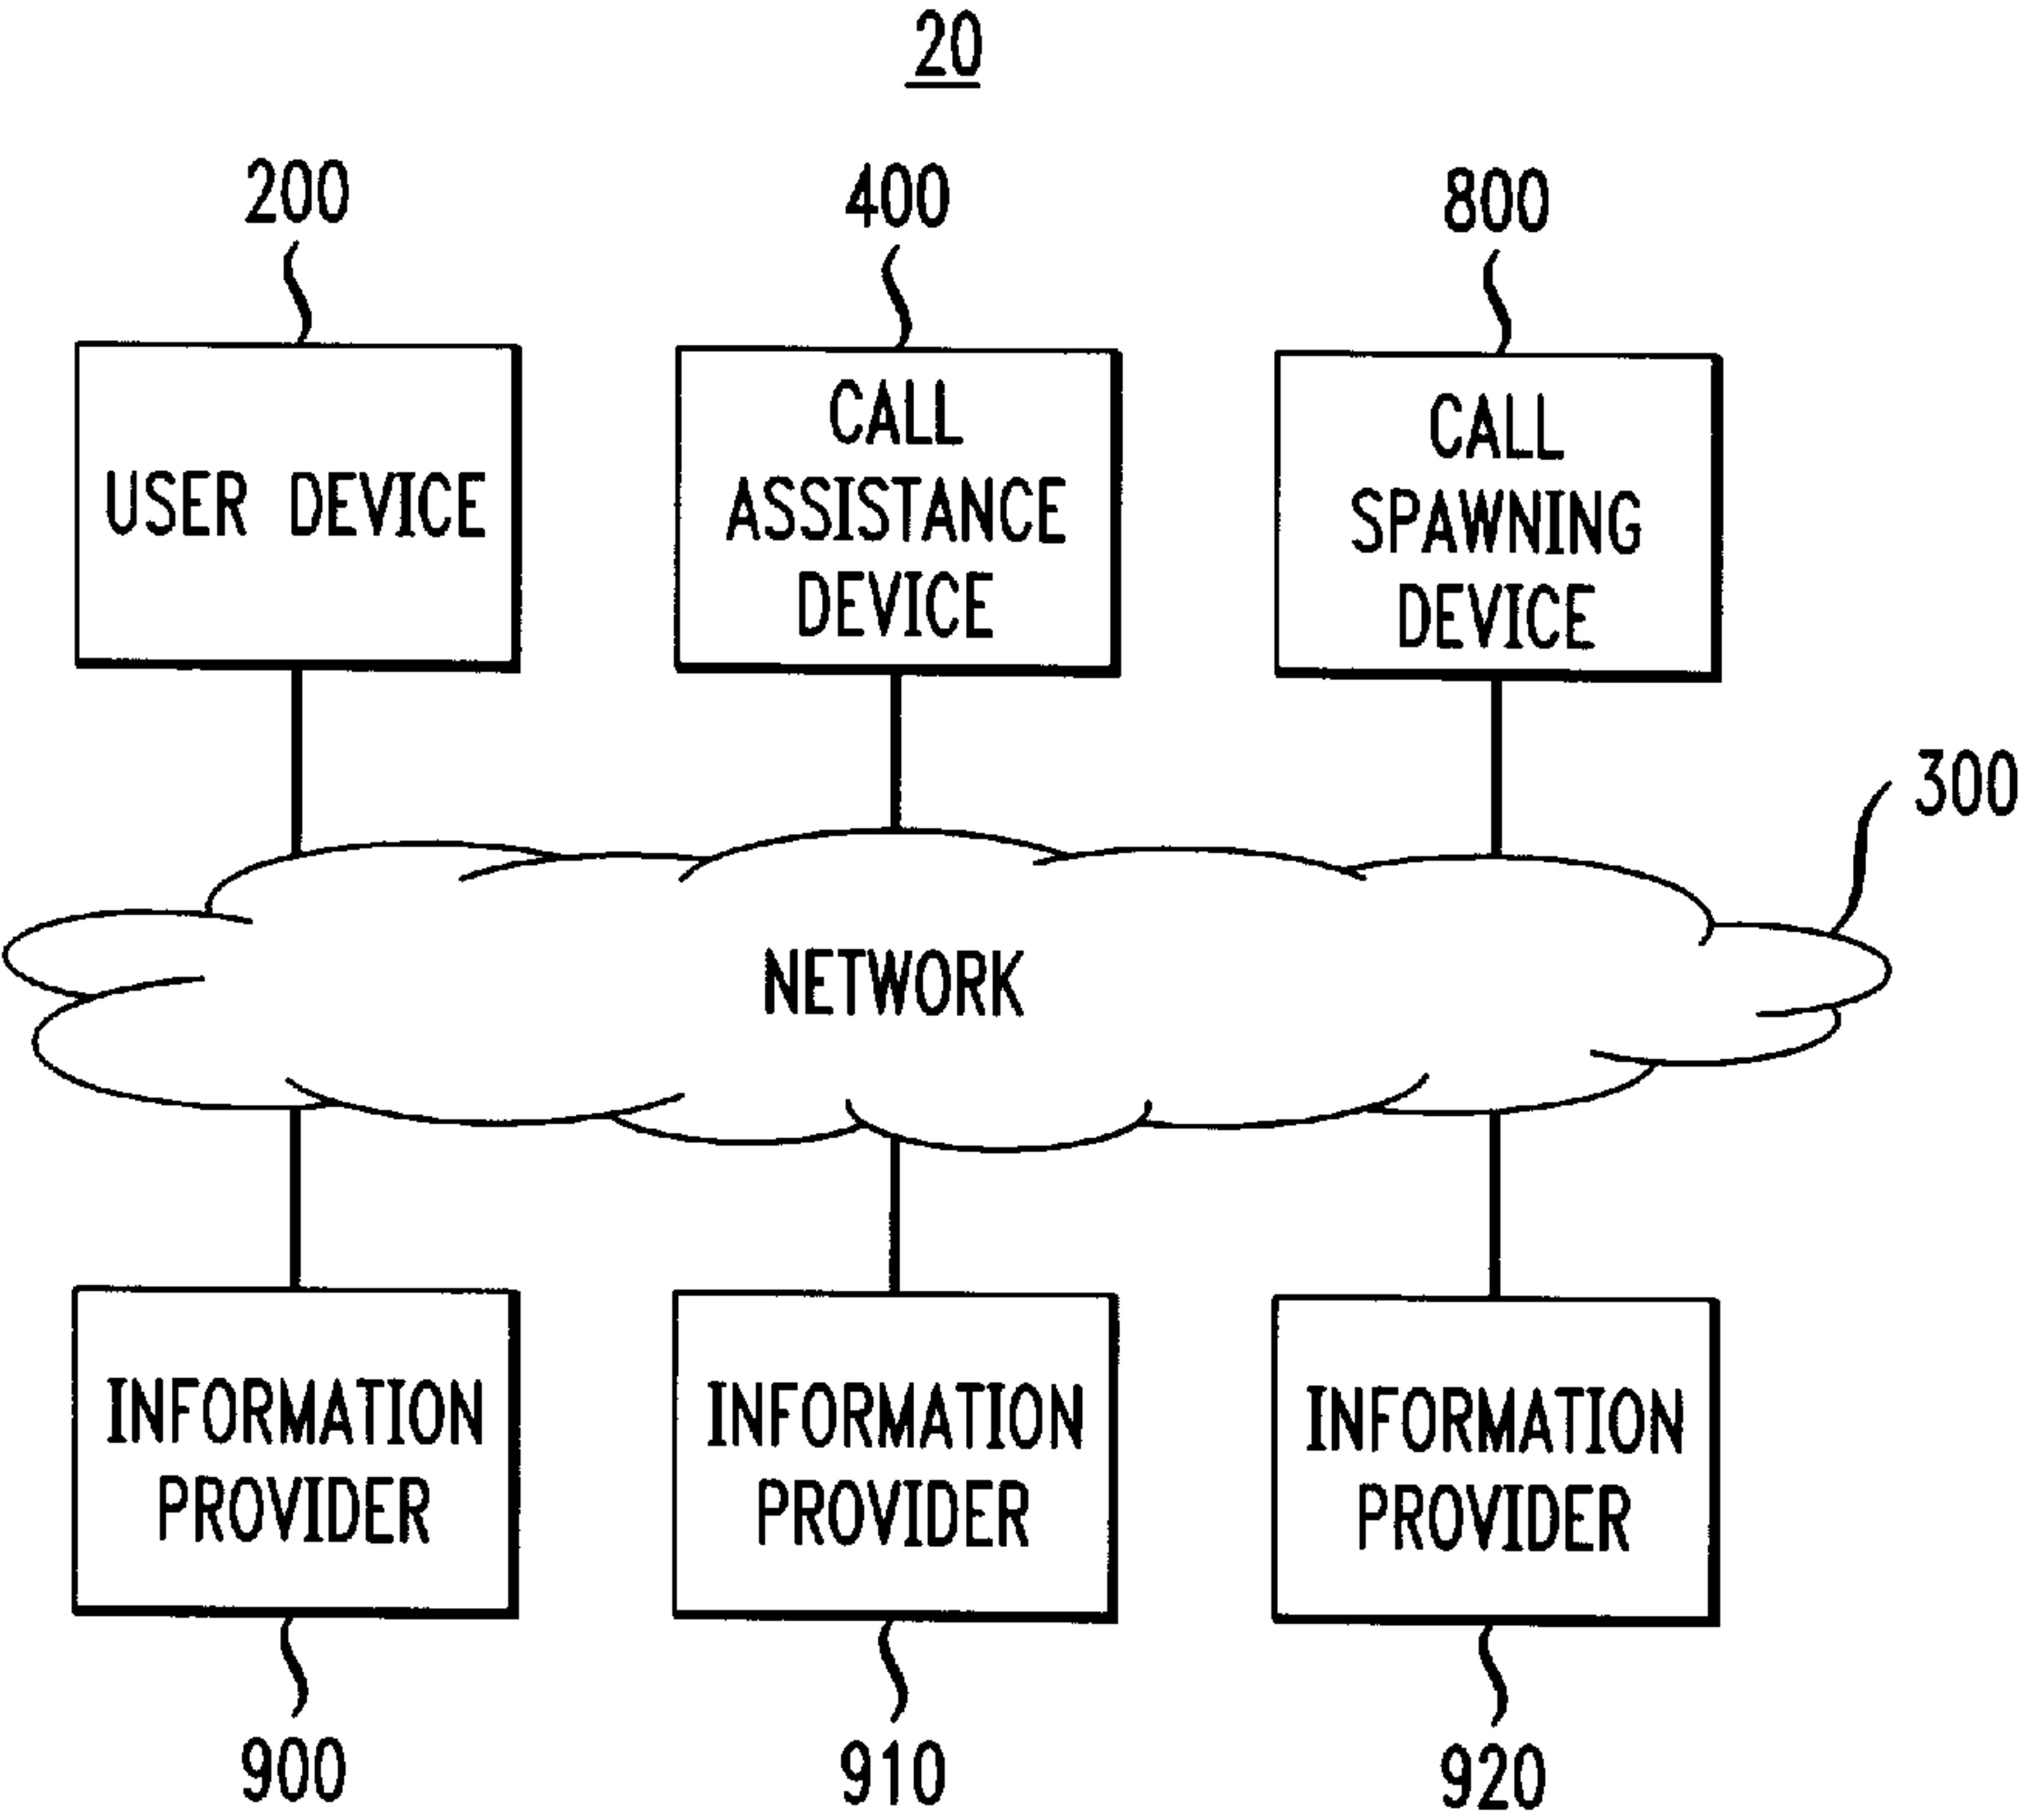 20
200
400
800
USER DEVICE
CALL
ASSISTANCE
DEVICE
CALL
SPAWNING
DEVICE
300
NETWORK
INFORMATION
PROVIDER
INFORMATION
PROVIDER
INFORMATION
PROVIDER
900
910
920